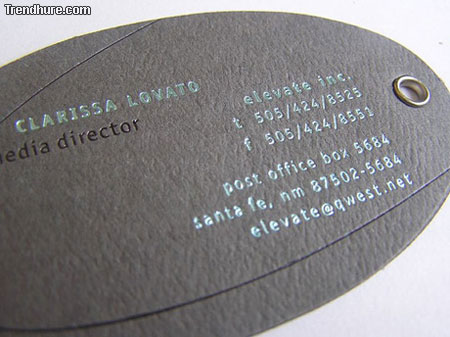 Trendhure.com
CLARISSA LOVATO
media director
elevate inc.
t 505/424/8525
f 505/424/8551
post office box 5684
santa fe, nm 87502-5684
elevate@qwest.net